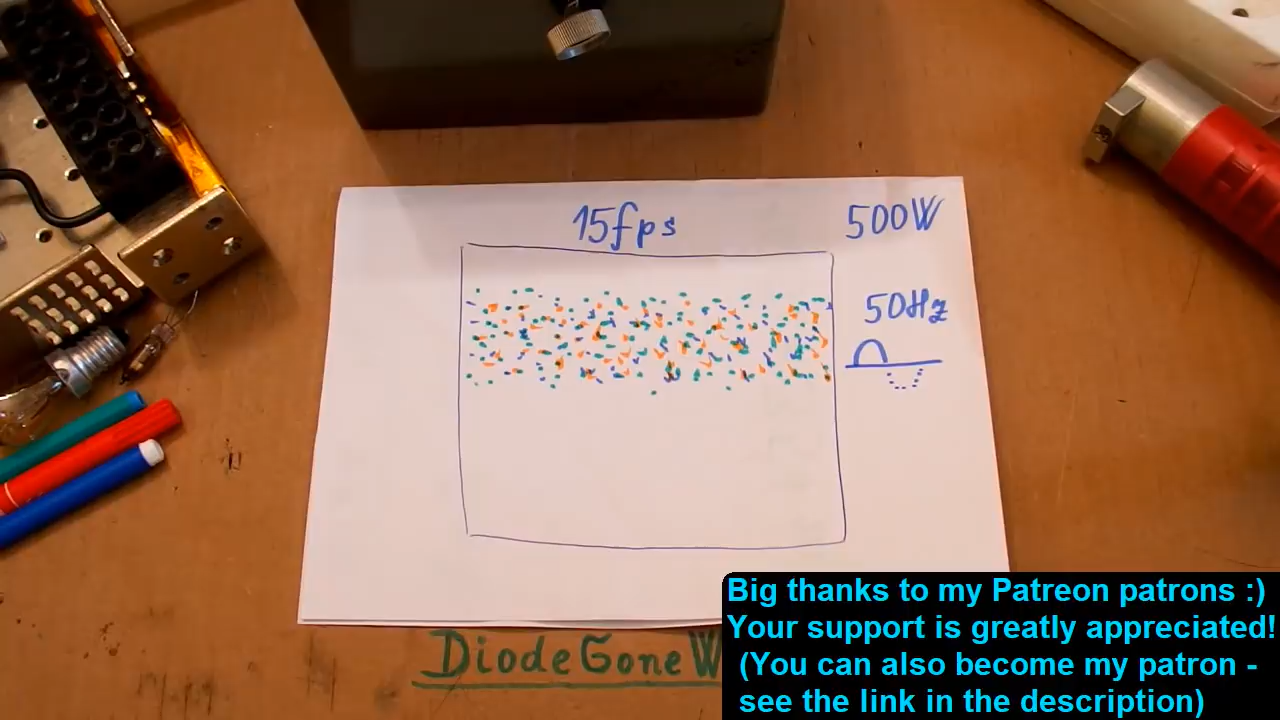 15fps
500W
50Hz
DiodeGoneW
Big thanks to my Patreon patrons :)
Your support is greatly appreciated!
(You can also become my patron -
see the link in the description)